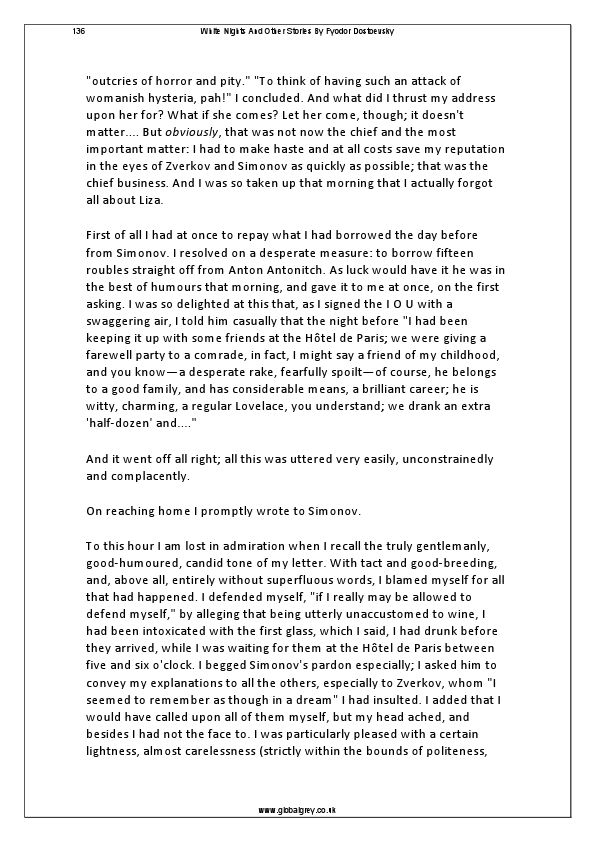 136
White Nights And Other Stories By Fyodor Dostoevsky
"outcries of horror and pity." "To think of having such an attack of
womanish hysteria, pah!" I concluded. And what did I thrust my address
upon her for? What if she comes? Let her come, though; it doesn't
matter.... But obviously, that was not now the chief and the most
important matter: I had to make haste and at all costs save my reputation
in the eyes of Zverkov and Simonov as quickly as possible; that was the
chief business. And I was so taken up that morning that I actually forgot
all about Liza.
First of all I had at once to repay what I had borrowed the day before
from Simonov. I resolved on a desperate measure: to borrow fifteen
roubles straight off from Anton Antonitch. As luck would have it he was in
the best of humours that morning, and gave it to me at once, on the first
asking. I was so delighted at this that, as I signed the I O U with a
swaggering air, I told him casually that the night before "I had been
keeping it up with some friends at the Hôtel de Paris; we were giving a
farewell party to a comrade, in fact, I might say a friend of my childhood,
and you know—a desperate rake, fearfully spoilt—of course, he belongs
to a good family, and has considerable means, a brilliant career; he is
witty, charming, a regular Lovelace, you understand; we drank an extra
'half-dozen' and...."
And it went off all right; all this was uttered very easily, unconstrainedly
and complacently.
On reaching home I promptly wrote to Simonov.
To this hour I am lost in admiration when I recall the truly gentlemanly,
good-humoured, candid tone of my letter. With tact and good-breeding,
and, above all, entirely without superfluous words, I blamed myself for all
that had happened. I defended myself, "if I really may be allowed to
defend myself," by alleging that being utterly unaccustomed to wine, I
had been intoxicated with the first glass, which I said, I had drunk before
they arrived, while I was waiting for them at the Hôtel de Paris between
five and six o'clock. I begged Simonov's pardon especially; I asked him to
convey my explanations to all the others, especially to Zverkov, whom "I
seemed to remember as though in a dream" I had insulted. I added that I
would have called upon all of them myself, but my head ached, and
besides I had not the face to. I was particularly pleased with a certain
lightness, almost carelessness (strictly within the bounds of politeness,
www.globalgrey.co.uk